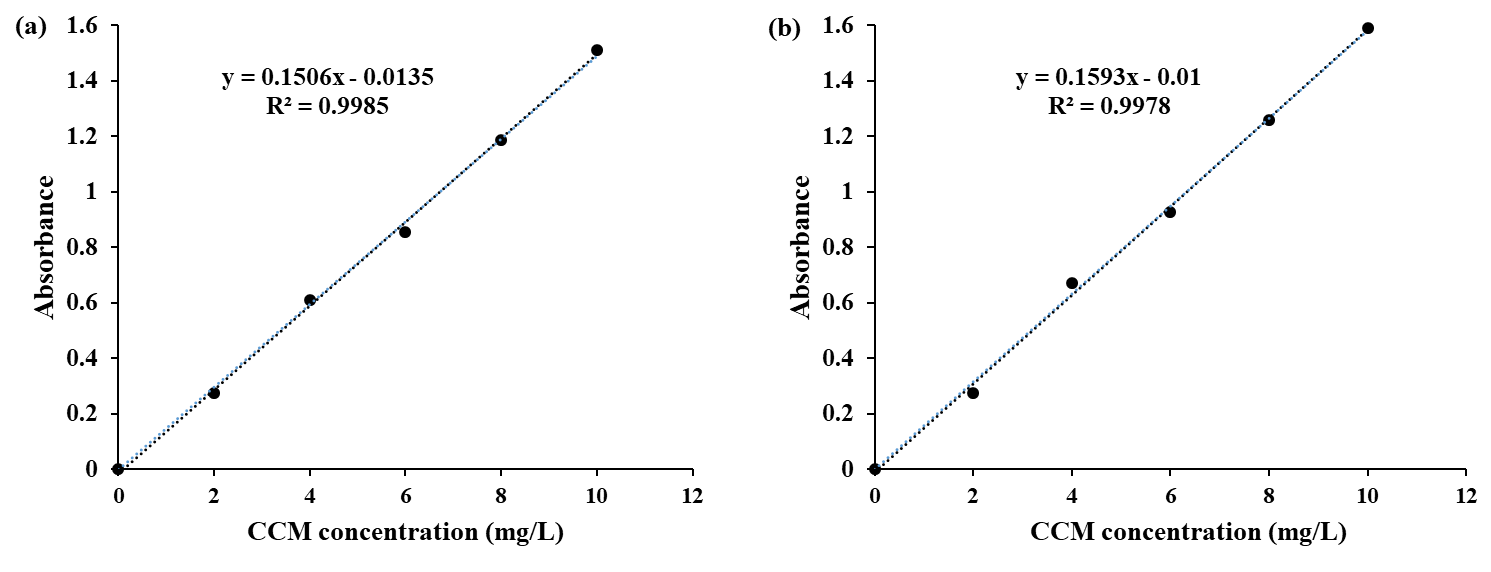 (a)
y = 0.1506x - 0.0135
R² = 0.9985
Absorbance
1.6
1.4
1.2
1
0.8
0.6
0.4
0.2
0
0 2 4 6 8 10 12
CCM concentration (mg/L)
(b)
y = 0.1593x - 0.01
R² = 0.9978
Absorbance
1.6
1.4
1.2
1
0.8
0.6
0.4
0.2
0
0 2 4 6 8 10 12
CCM concentration (mg/L)